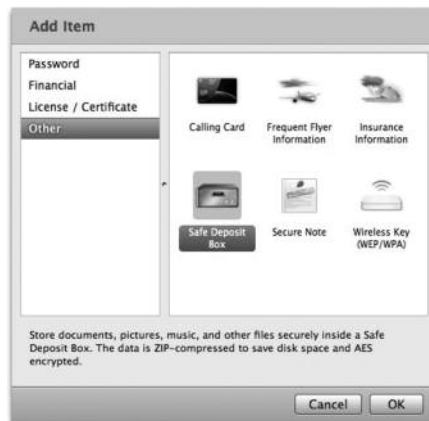 Add Item
Password
Financial
License / Certificate
Other
Calling Card
Frequent Flyer
Information
Insurance
Information
Safe Deposit
Box
Secure Note
Wireless Key
(WEP/WPA)
Store documents, pictures, music, and other files securely inside a Safe
Deposit Box. The data is ZIP-compressed to save disk space and AES
encrypted.
Cancel
OK